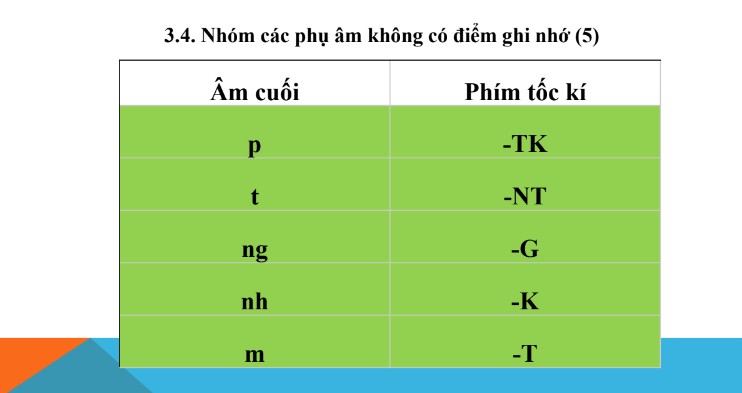 3.4. Nhóm các phụ âm không có điểm ghi nhớ (5)
Âm cuối Phím tốc kí
p -TK
t -NT
ng -G
nh -K
m -T